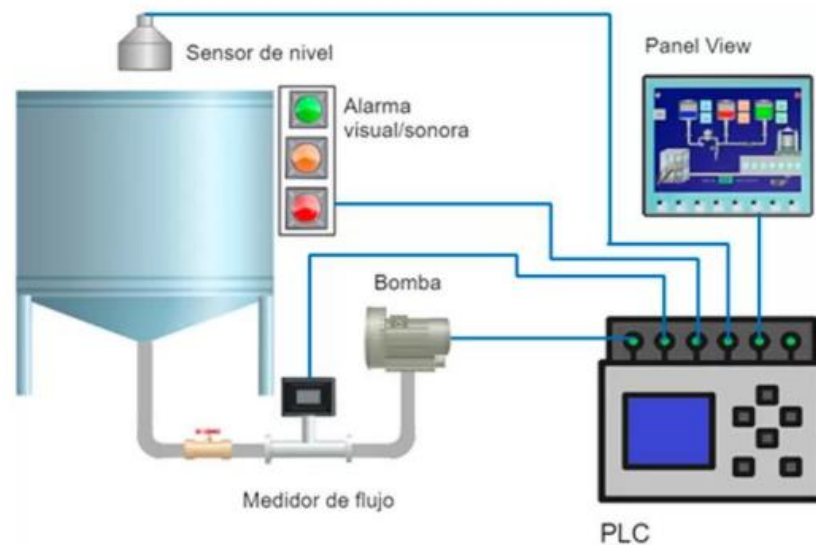 Sensor de nivel
Panel View
Alarma
visual/sonora
Bomba
Medidor de flujo
PLC